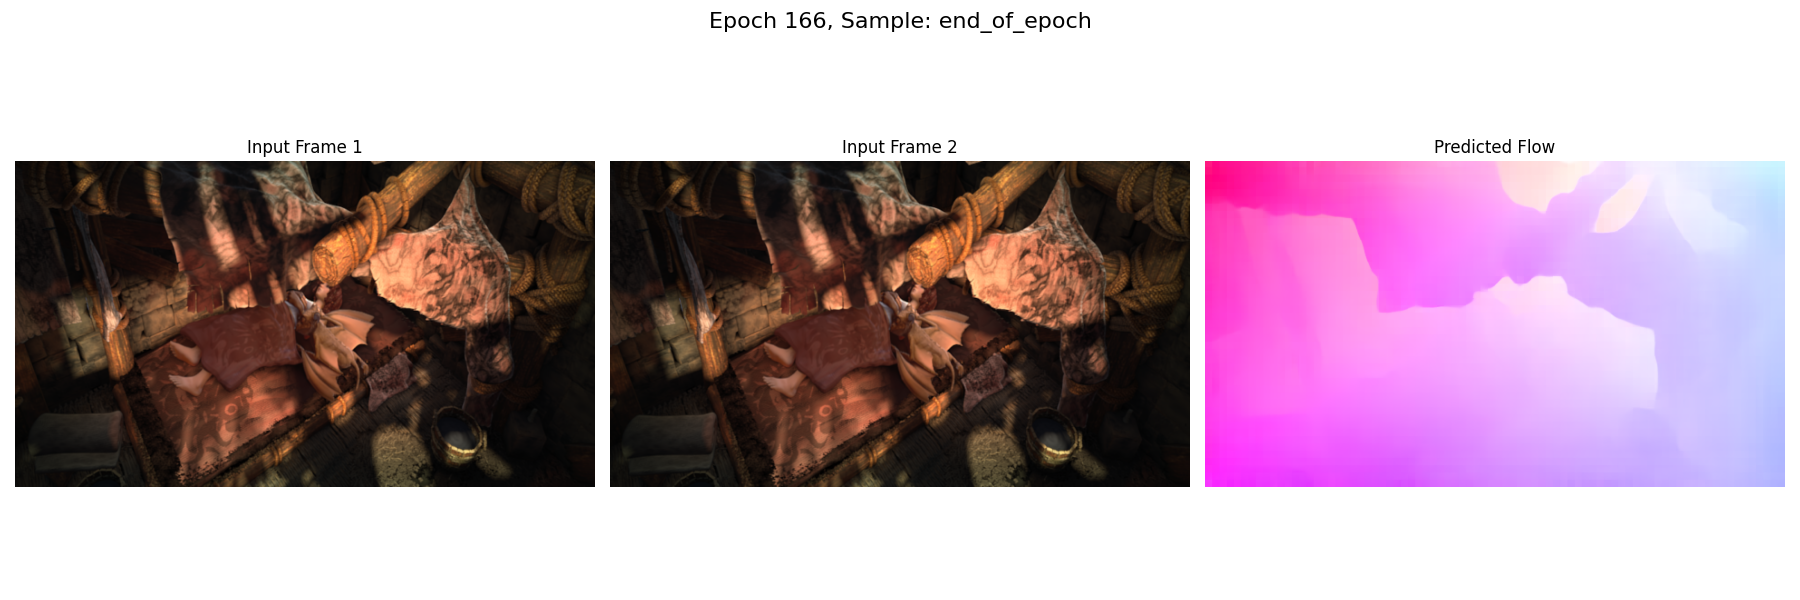 Epoch 166, Sample: end_of_epoch
Input Frame 1
Input Frame 2
Predicted Flow